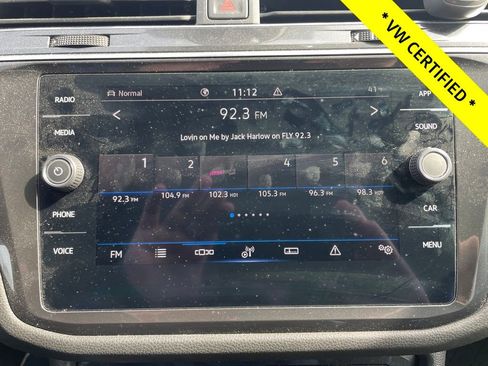 * VW CERTIFIED *
RADIO
MEDIA
PHONE
VOICE
APP
SOUND
CAR
MENU
Normal
11:12
92.3 FM
Lovin on Me by Jack Harlow on FLY 92.3
1 2 4 5 6
92.3 FM 104.9 FM 102.3 HD1 105.3 FM 96.3 FM 98.3 HD1
FM